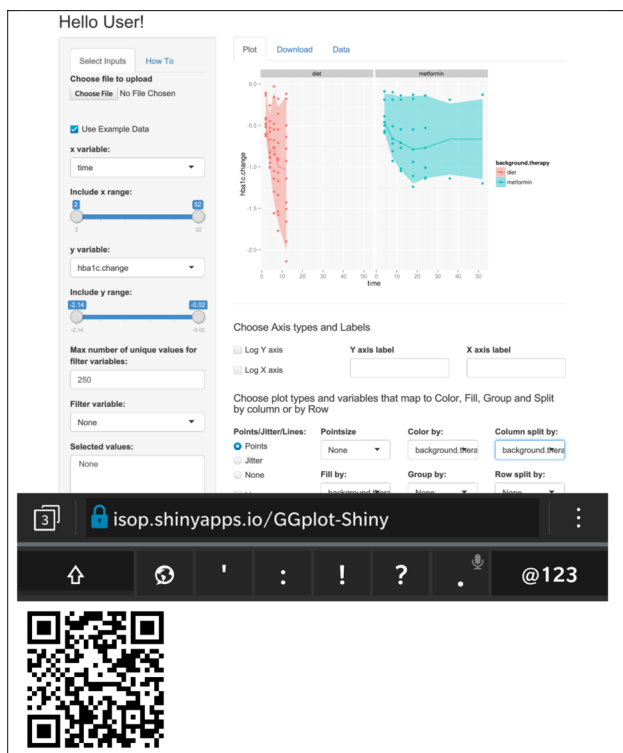 Hello User!
Select Inputs
How To
Choose file to upload
Choose File No File Chosen
Use Example Data
x variable:
time
Include x range:
2 52
2 52
y variable:
hba1c.change
Include y range:
-2.14 -0.02
-2.14 -0.02
Max number of unique values for
filter variables:
250
Filter variable:
None
Selected values:
None
Plot Download Data
diet metformin
0.0
-0.5
-1.0
-1.5
-2.0
hba1c.change
0 10 20 30 40 50 0 10 20 30 40 50
time
background.therapy
diet
metformin
Choose Axis types and Labels
Log Y axis
Log X axis
Y axis label
X axis label
Choose plot types and variables that map to Color, Fill, Group and Split
by column or by Row
Points/Jitter/Lines:
Points
Jitter
None
Pointsize
None
Color by:
background.thera
Column split by:
background.thera
Fill by:
background.thera
Group by:
None
Row split by:
None
3 isop.shinyapps.io/GGplot-Shiny
' : ! ? . @123